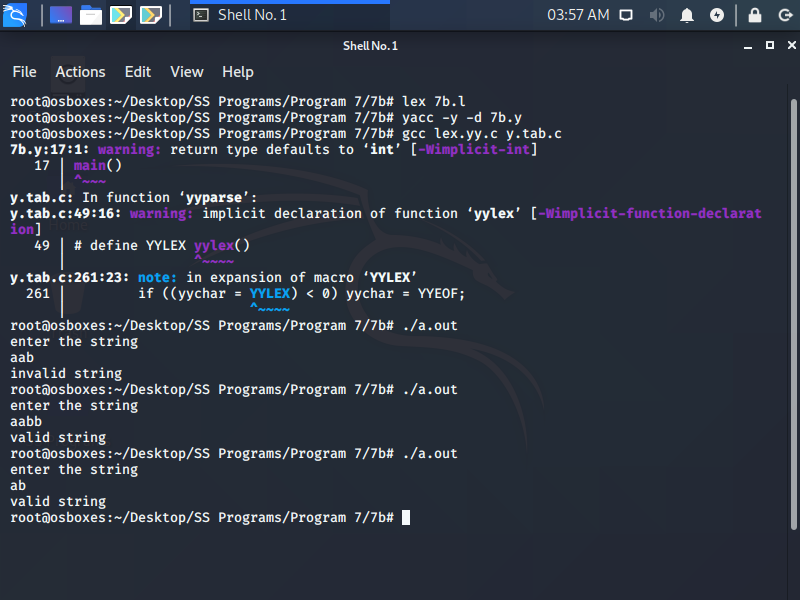 Shell No. 1
03:57 AM
Shell No. 1
File Actions Edit View Help
root@osboxes:~/Desktop/SS Programs/Program 7/7b# lex 7b.l
root@osboxes:~/Desktop/SS Programs/Program 7/7b# yacc -y -d 7b.y
root@osboxes:~/Desktop/SS Programs/Program 7/7b# gcc lex.yy.c y.tab.c
7b.y:17:1: warning: return type defaults to ‘int’ [-Wimplicit-int]
   17 | main()
      | ^~~~
y.tab.c: In function ‘yyparse’:
y.tab.c:49:16: warning: implicit declaration of function ‘yylex’ [-Wimplicit-function-declarat
ion]
   49 | # define YYLEX yylex()
      |                ^~~~~
y.tab.c:261:23: note: in expansion of macro ‘YYLEX’
  261 |         if ((yychar = YYLEX) < 0) yychar = YYEOF;
      |                       ^~~~~
root@osboxes:~/Desktop/SS Programs/Program 7/7b# ./a.out
enter the string
aab
invalid string
root@osboxes:~/Desktop/SS Programs/Program 7/7b# ./a.out
enter the string
aabb
valid string
root@osboxes:~/Desktop/SS Programs/Program 7/7b# ./a.out
enter the string
ab
valid string
root@osboxes:~/Desktop/SS Programs/Program 7/7b#